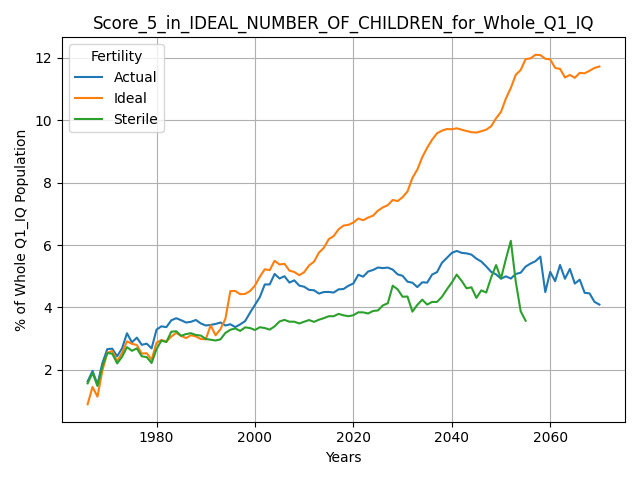 Score_5_in_IDEAL_NUMBER_OF_CHILDREN_for_Whole_Q1_IQ
Fertility
Actual
Ideal
Sterile
% of Whole Q1_IQ Population
12
10
8
6
4
2
1980
2000
2020
2040
2060
Years